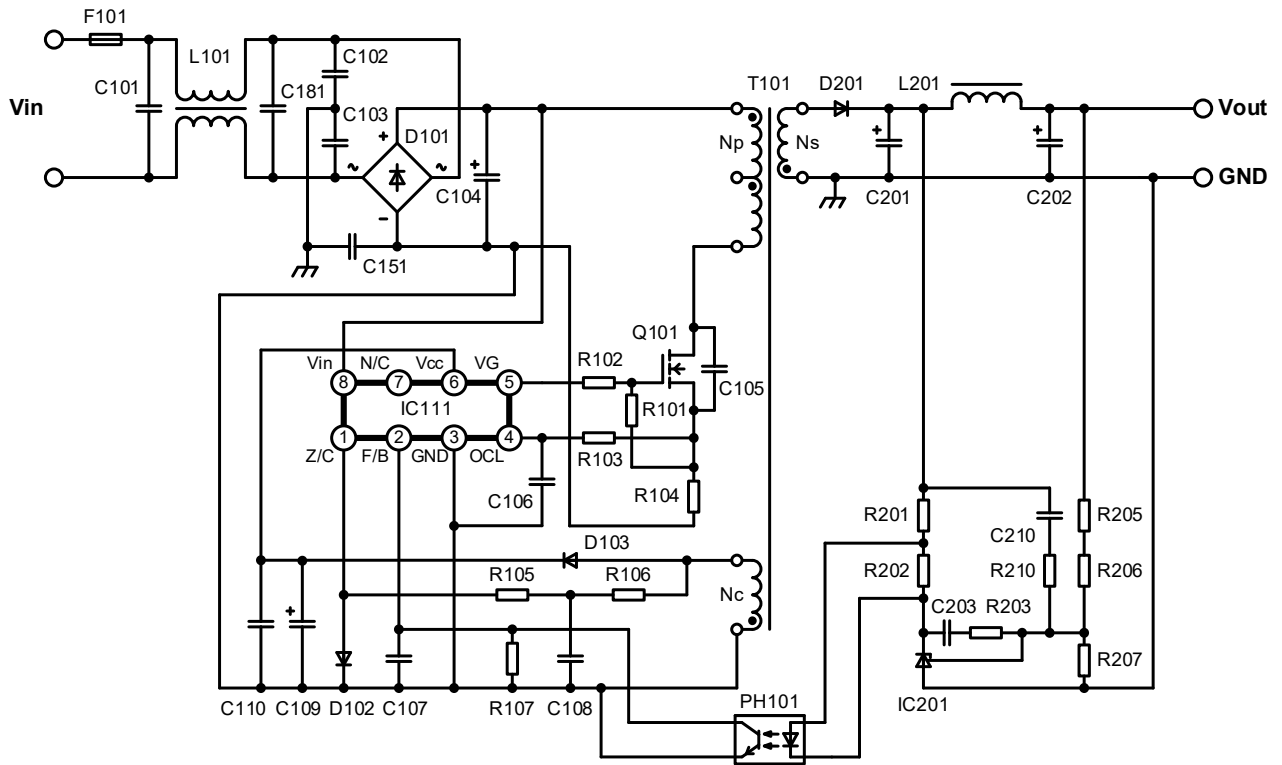 F101
L101
C101
C181
C102
C103
Vin
D101
+
~
~
−
+
C104
C151
T101
Np
Ns
D201
L201
+
C201
+
C202
Vout
GND
Vin
N/C
Vcc
VG
8
7
6
5
IC111
1
2
3
4
Z/C
F/B
GND
OCL
R102
Q101
R101
C105
R103
R104
C106
D103
R105
R106
Nc
+
C110
C109
D102
C107
R107
C108
PH101
R201
R202
C210
R210
R205
R206
C203
R203
R207
IC201